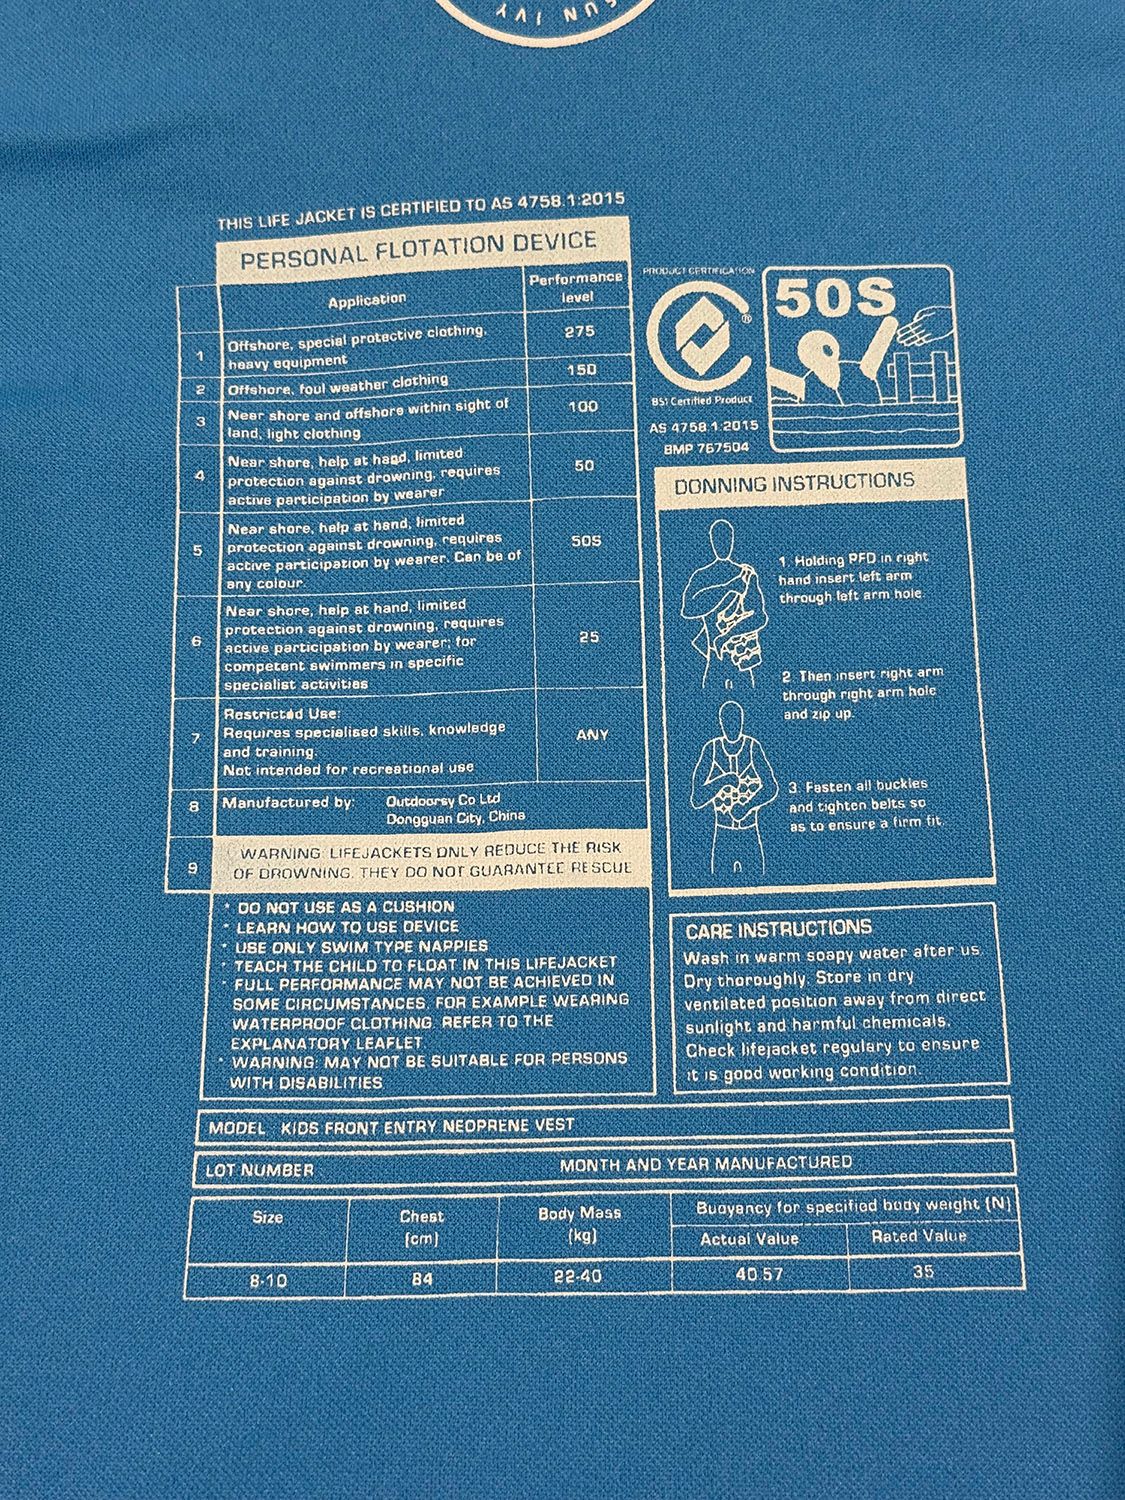 SUN IVY
THIS LIFE JACKET IS CERTIFIED TO AS 4758.1:2015
PERSONAL FLOTATION DEVICE
Application
Performance
level
1
Offshore, special protective clothing,
heavy equipment
275
2
Offshore, foul weather clothing
150
3
Near shore and offshore within sight of
land, light clothing
100
4
Near shore, help at hand, limited
protection against drowning, requires
active participation by wearer
50
5
Near shore, help at hand, limited
protection against drowning, requires
active participation by wearer. Can be of
any colour.
50S
6
Near shore, help at hand, limited
protection against drowning, requires
active participation by wearer; for
competent swimmers in specific
specialist activities
25
7
Restricted Use:
Requires specialised skills, knowledge
and training.
Not intended for recreational use
ANY
8
Manufactured by: Outdoorsy Co Ltd
Dongguan City, China
9
WARNING: LIFEJACKETS ONLY REDUCE THE RISK
OF DROWNING. THEY DO NOT GUARANTEE RESCUE
* DO NOT USE AS A CUSHION
* LEARN HOW TO USE DEVICE
* USE ONLY SWIM TYPE NAPPIES
* TEACH THE CHILD TO FLOAT IN THIS LIFEJACKET
* FULL PERFORMANCE MAY NOT BE ACHIEVED IN
SOME CIRCUMSTANCES, FOR EXAMPLE WEARING
WATERPROOF CLOTHING. REFER TO THE
EXPLANATORY LEAFLET
* WARNING: MAY NOT BE SUITABLE FOR PERSONS
WITH DISABILITIES
PRODUCT CERTIFICATION
®
BSI Certified Product
AS 4758.1:2015
BMP 767504
50S
DONNING INSTRUCTIONS
1. Holding PFD in right
hand insert left arm
through left arm hole.
2. Then insert right arm
through right arm hole
and zip up.
3. Fasten all buckles
and tighten belts so
as to ensure a firm fit.
CARE INSTRUCTIONS
Wash in warm soapy water after us.
Dry thoroughly. Store in dry
ventilated position away from direct
sunlight and harmful chemicals.
Check lifejacket regulary to ensure
it is good working condition.
MODEL: KIDS FRONT ENTRY NEOPRENE VEST
LOT NUMBER MONTH AND YEAR MANUFACTURED
Size
Chest
(cm)
Body Mass
(kg)
Buoyancy for specified body weight (N)
Actual Value
Rated Value
8-10
84
22-40
40.57
35